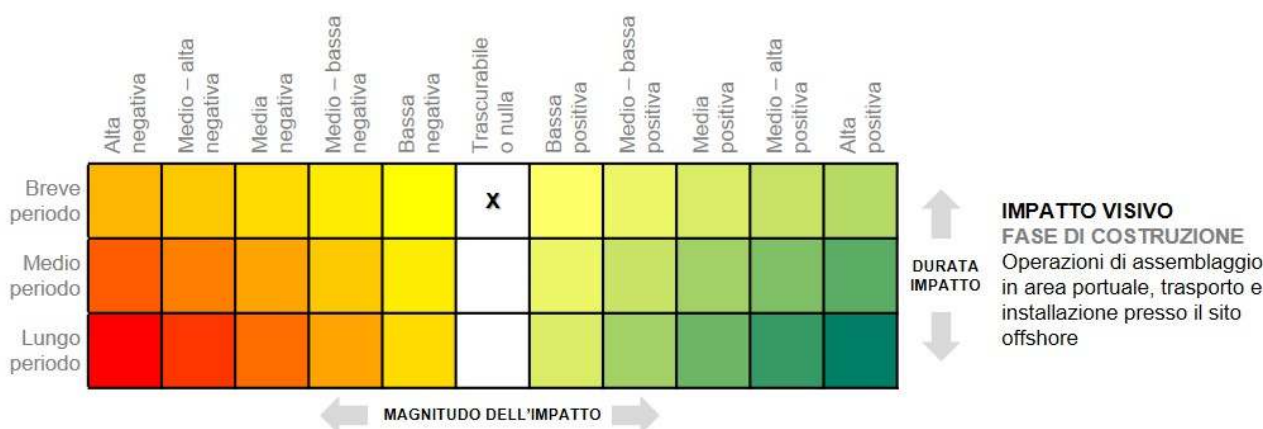 Alta
negativa
Medio – alta
negativa
Media
negativa
Medio – bassa
negativa
Bassa
negativa
Trascurabile
o nulla
Bassa
positiva
Medio – bassa
positiva
Media
positiva
Medio – alta
positiva
Alta
positiva
Breve
periodo
X
Medio
periodo
Lungo
periodo
DURATA
IMPATTO
IMPATTO VISIVO
FASE DI COSTRUZIONE
Operazioni di assemblaggio
in area portuale, trasporto e
installazione presso il sito
offshore
MAGNITUDO DELL'IMPATTO